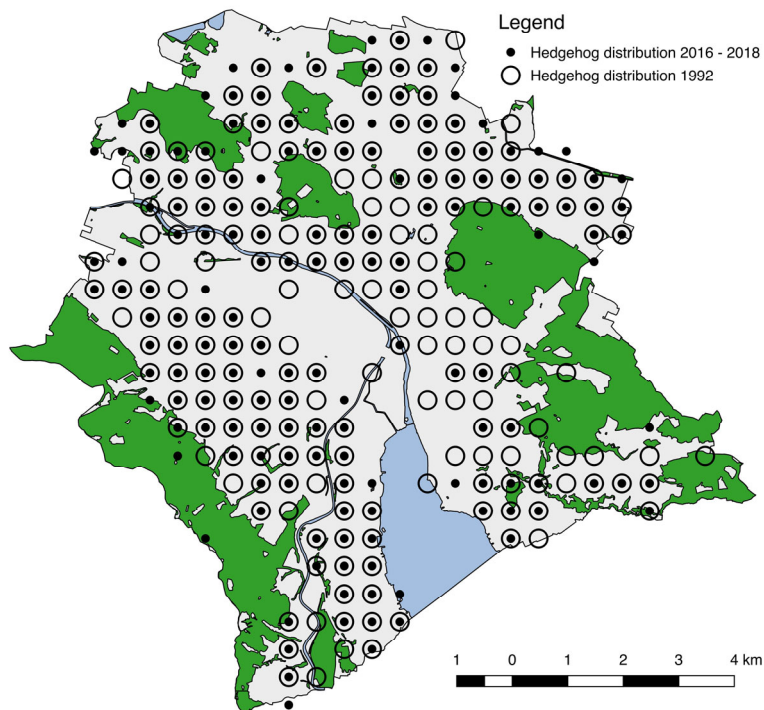 Legend
Hedgehog distribution 2016 - 2018
Hedgehog distribution 1992
1 0 1 2 3 4 km